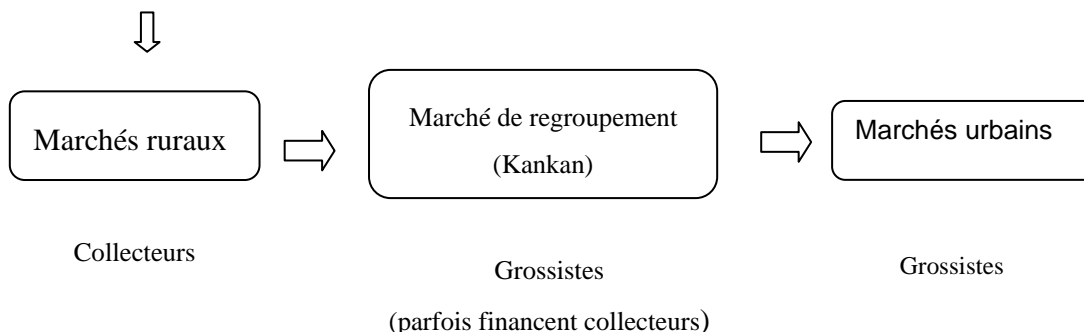 Marchés ruraux
Marché de regroupement
(Kankan)
Marchés urbains
Collecteurs
Grossistes
(parfois financent collecteurs)
Grossistes